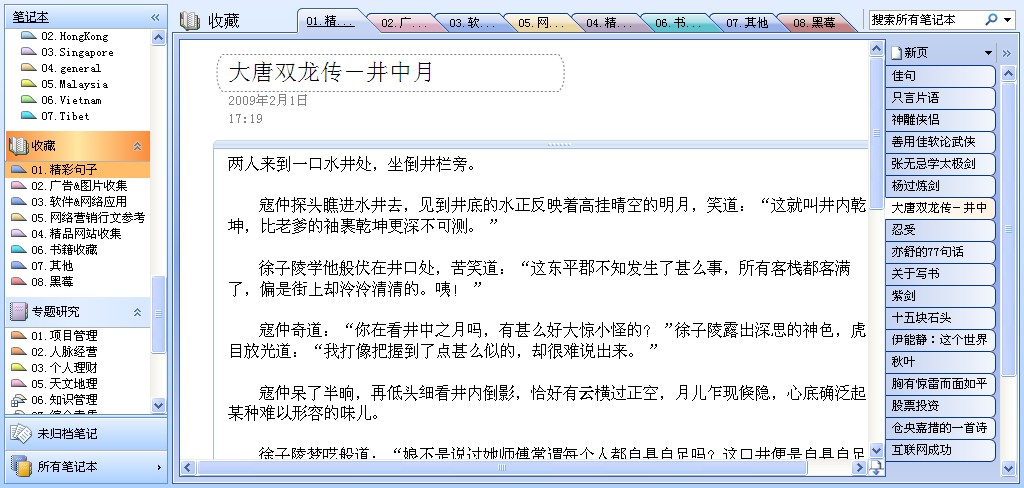 笔记本
02.HongKong
03.Singapore
04.general
05.Malaysia
06.Vietnam
07.Tibet
收藏
01.精彩句子
02.广告&图片收集
03.软件&网络应用
05.网络营销行文参考
04.精品网站收集
06.书籍收藏
07.其他
08.黑莓
专题研究
01.项目管理
02.人脉经营
03.个人理财
05.天文地理
06.知识管理
未归档笔记
所有笔记本
收藏
01.精...
02.广...
03.软...
05.网...
04.精...
06.书...
07.其他
08.黑莓
搜索所有笔记本
大唐双龙传－井中月
2009年2月1日
17:19
两人来到一口水井处，坐倒井栏旁。
寇仲探头瞧进水井去，见到井底的水正反映着高挂晴空的明月，笑道：“这就叫井内乾
坤，比老爹的袖裹乾坤更深不可测。”
徐子陵学他般伏在井口处，苦笑道：“这东平郡不知发生了甚么事，所有客栈都客满
了，偏是街上却冷冷清清的。咦！”
寇仲奇道：“你在看井中之月吗，有甚么好大惊小怪的？”徐子陵露出深思的神色，虎
目放光道：“我打像把握到了点甚么似的，却很难说出来。”
寇仲呆了半晌，再低头细看井内倒影，恰好有云横过正空，月儿乍现倏隐，心底确泛起
某种难以形容的味儿。
徐子陵梦呓般道：“娘不是说过她师傅常谓每个人都自具自足吗？这口井便是自具自足
新页
佳句
只言片语
神雕侠侣
善用佳软论武侠
张无忌学太极剑
杨过炼剑
大唐双龙传－井中
忍受
亦舒的77句话
关于写书
紫剑
十五块石头
伊能静：这个世界
秋叶
胸有惊雷而面如平
股票投资
仓央嘉措的一首诗
互联网成功